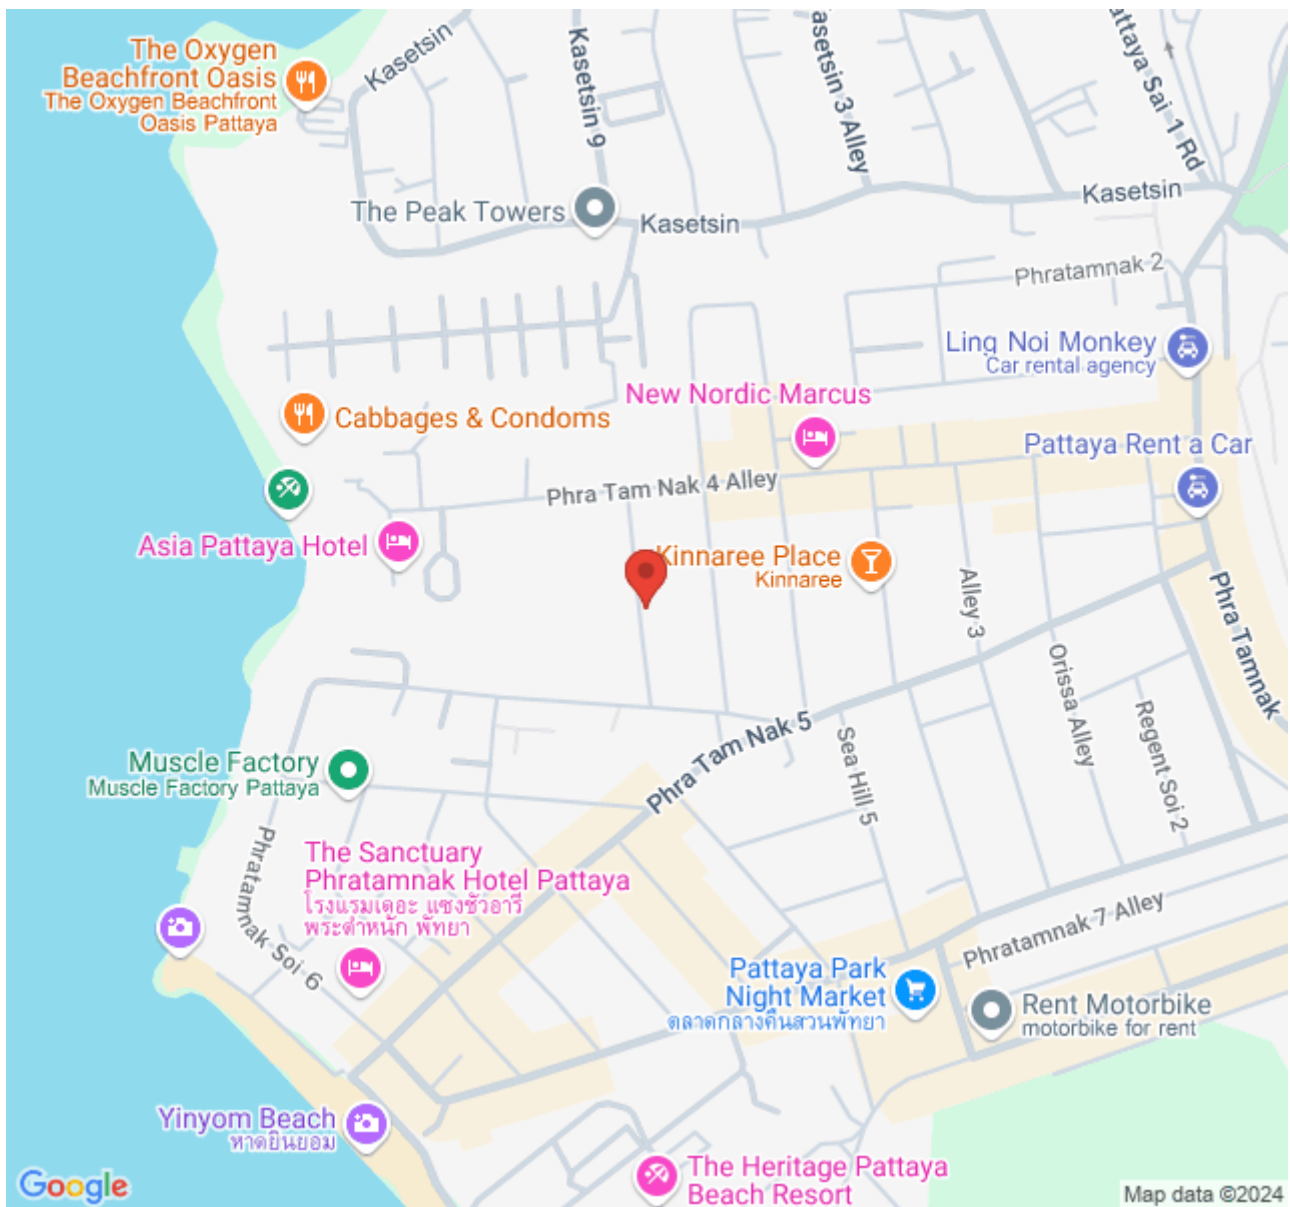 The Oxygen
Beachfront Oasis
The Oxygen Beachfront
Oasis Pattaya
Kasetsin
Kasetsin 9
asetsin 3 Alley
attaya Sai 1 Rd
Kasetsin
The Peak Towers
Kasetsin
Phratamnak 2
Ling Noi Monkey
Car rental agency
New Nordic Marcus
Cabbages & Condoms
Pattaya Rent a Car
Phra Tam Nak 4 Alley
Asia Pattaya Hotel
Kinnaree Place
Kinnaree
Alley 3
Phra Tamnak
Orissa Alley
Regent Soi 2
Phra Tam Nak 5
Sea Hill 5
Muscle Factory
Muscle Factory Pattaya
Phratamnak Soi 6
The Sanctuary
Phratamnak Hotel Pattaya
โรงแรมเดอะ แซงชัวอารี
พระตำหนัก พัทยา
Phratamnak 7 Alley
Pattaya Park
Night Market
ตลาดกลางคืนสวนพัทยา
Rent Motorbike
motorbike for rent
Yinyom Beach
หาดยินยอม
The Heritage Pattaya
Beach Resort
Google
Map data ©2024